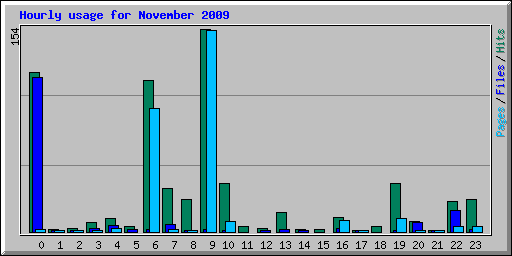 Hourly usage for November 2009
154
Pages / Files / Hits
0 1 2 3 4 5 6 7 8 9 10 11 12 13 14 15 16 17 18 19 20 21 22 23